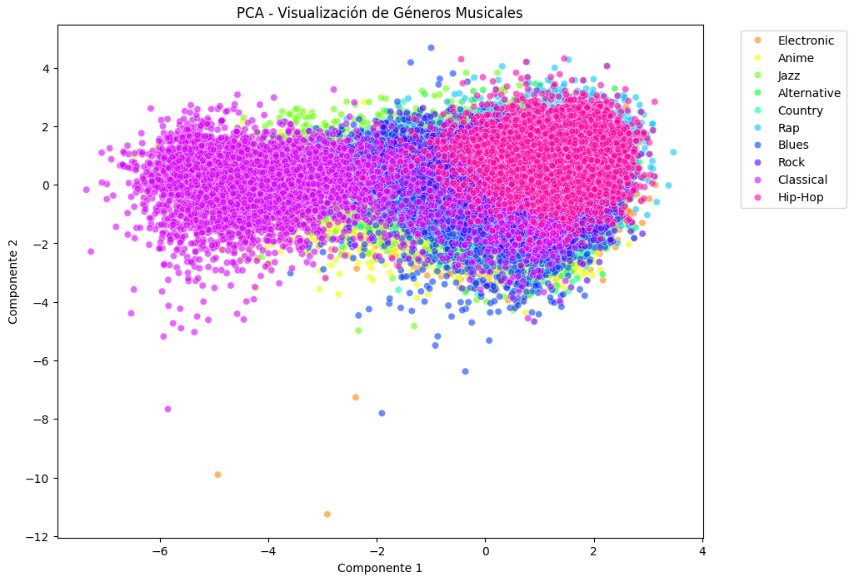 PCA - Visualización de Géneros Musicales
Electronic
Anime
Jazz
Alternative
Country
Rap
Blues
Rock
Classical
Hip-Hop
Componente 2
4
2
0
−2
−4
−6
−8
−10
−12
−6
−4
−2
0
2
4
Componente 1